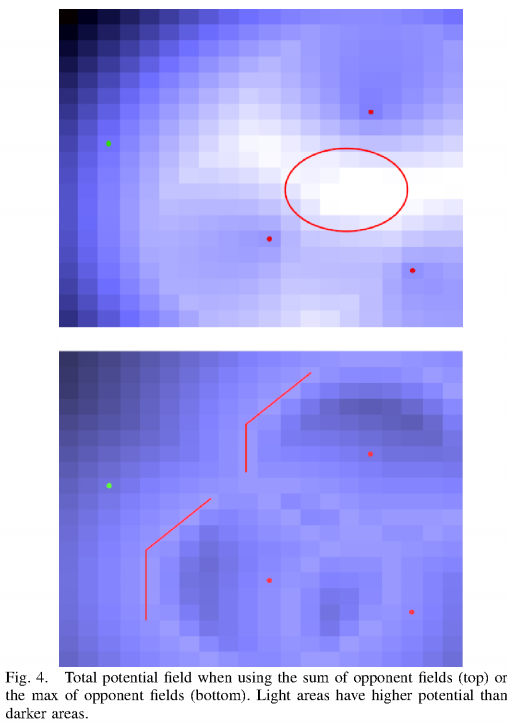 Fig. 4. Total potential field when using the sum of opponent fields (top) or
the max of opponent fields (bottom). Light areas have higher potential than
darker areas.